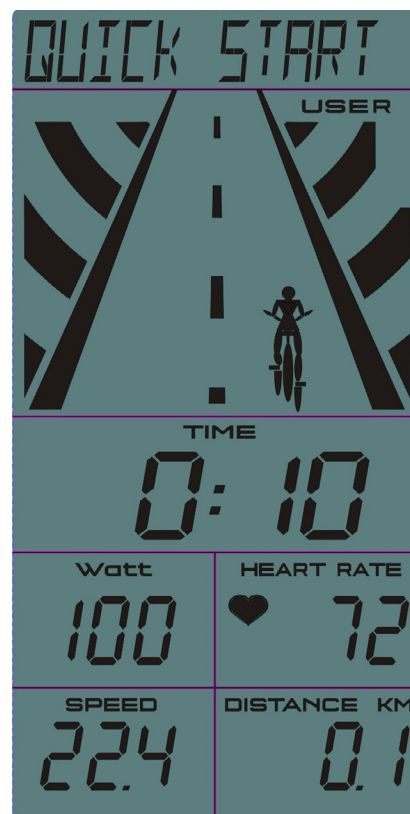 QUICK START
USER
TIME
0:10
Watt
HEART RATE
100
72
SPEED
DISTANCE KM
22.4
0.1